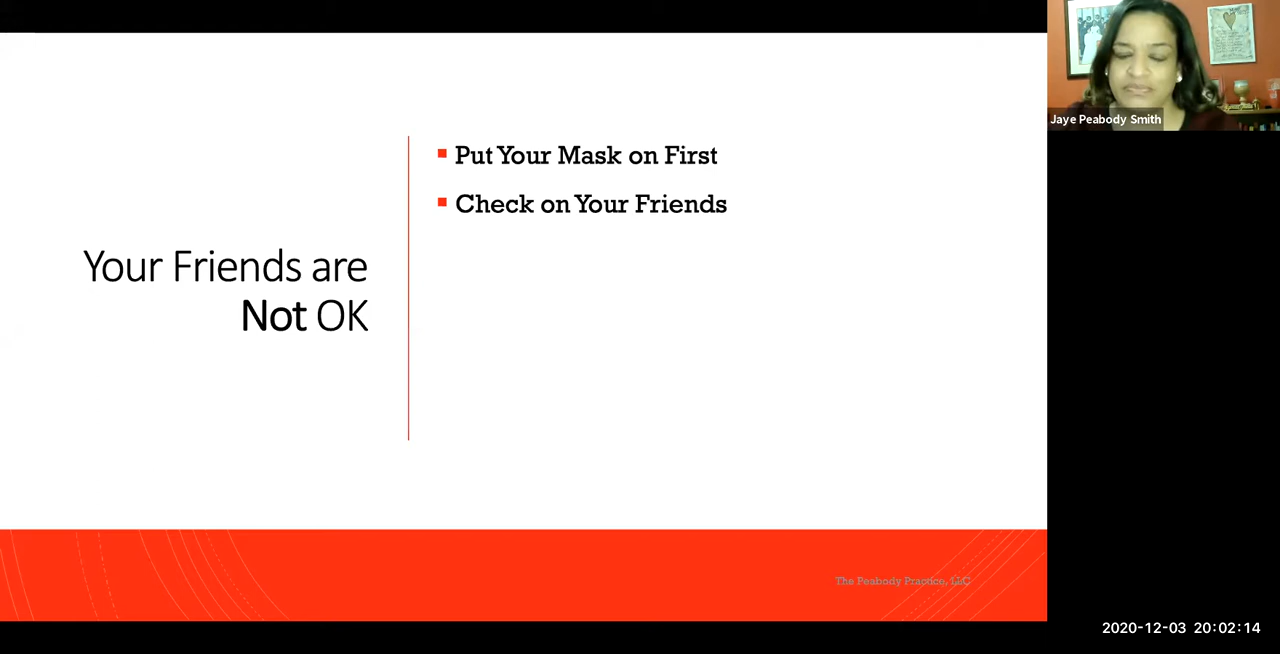 Jaye Peabody Smith
Your Friends are
Not OK
Put Your Mask on First
Check on Your Friends
The Peabody Practice, LLC
2020-12-03 20:02:14